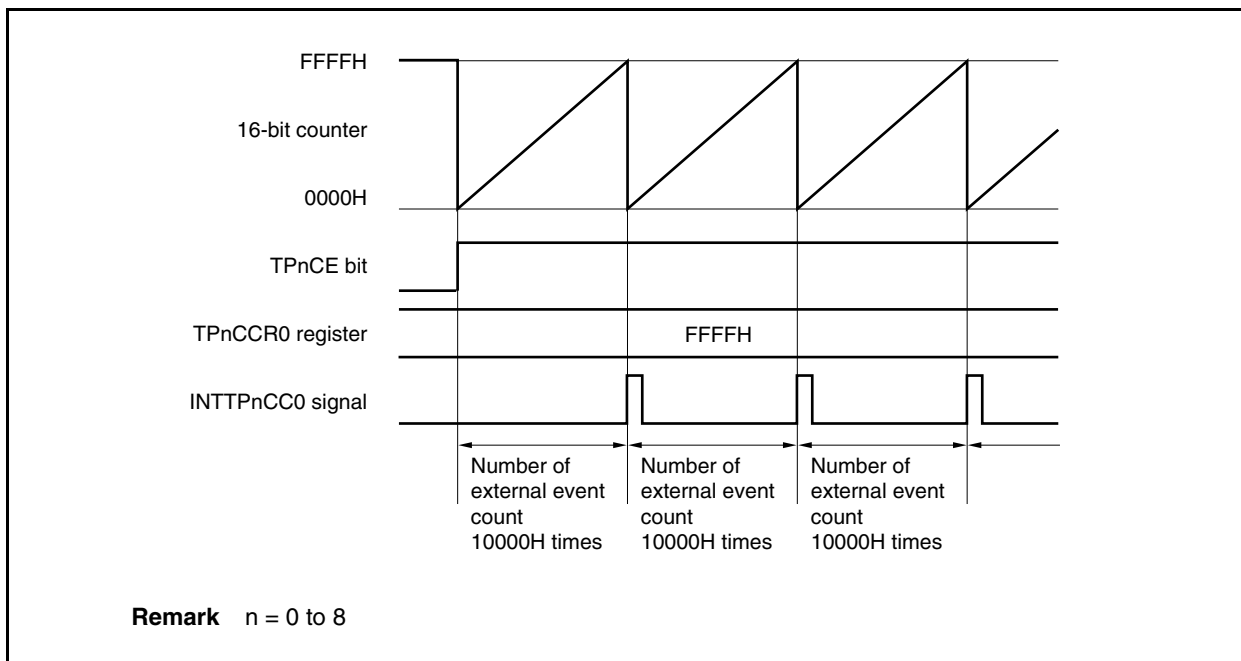 FFFFH
16-bit counter
0000H
TPnCE bit
TPnCCR0 register
FFFFH
INTTPnCC0 signal
Number of
external event
count
10000H times
Number of
external event
count
10000H times
Number of
external event
count
10000H times
Remark n = 0 to 8